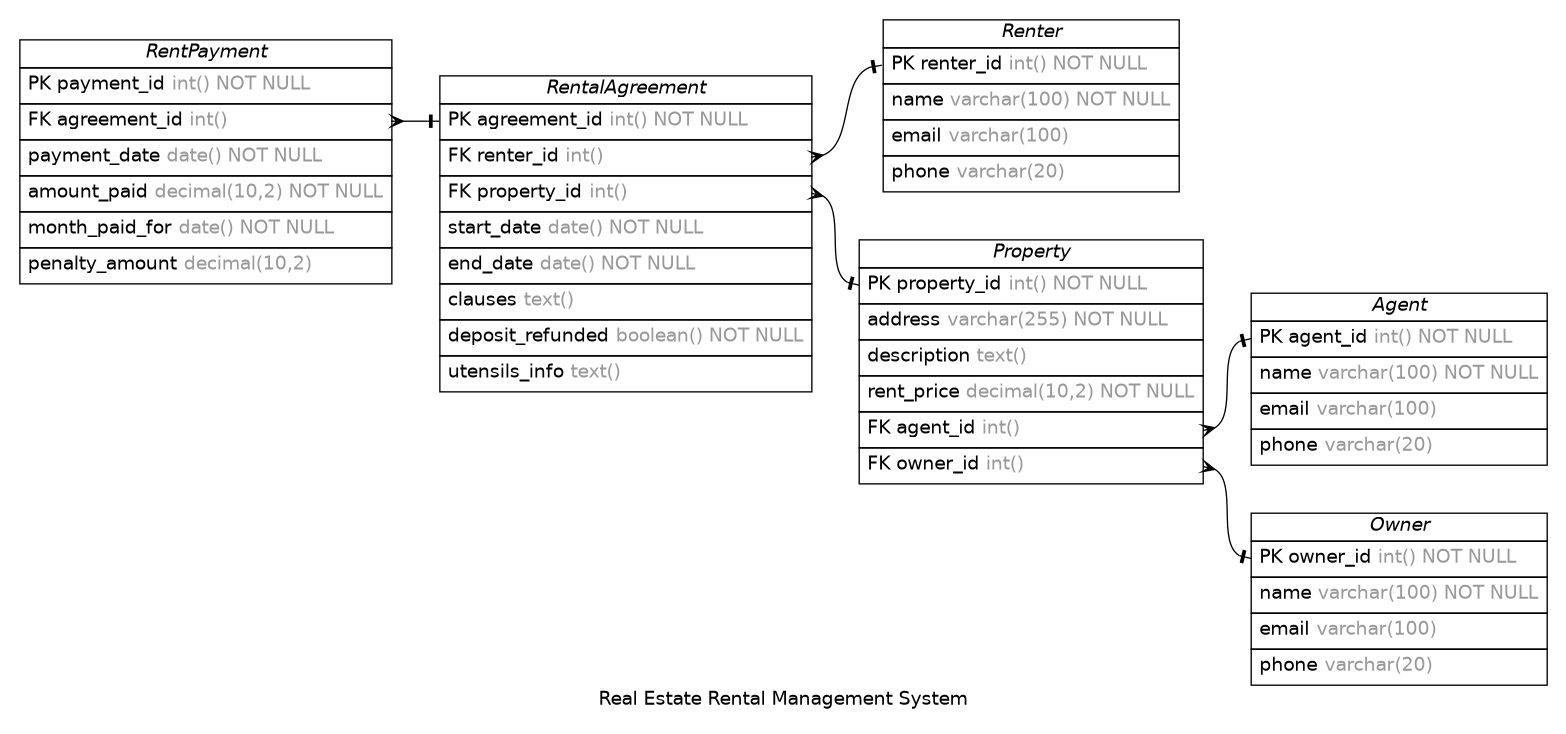 RentPayment
PK payment_id int() NOT NULL
FK agreement_id int()
payment_date date() NOT NULL
amount_paid decimal(10,2) NOT NULL
month_paid_for date() NOT NULL
penalty_amount decimal(10,2)
RentalAgreement
PK agreement_id int() NOT NULL
FK renter_id int()
FK property_id int()
start_date date() NOT NULL
end_date date() NOT NULL
clauses text()
deposit_refunded boolean() NOT NULL
utensils_info text()
Renter
PK renter_id int() NOT NULL
name varchar(100) NOT NULL
email varchar(100)
phone varchar(20)
Property
PK property_id int() NOT NULL
address varchar(255) NOT NULL
description text()
rent_price decimal(10,2) NOT NULL
FK agent_id int()
FK owner_id int()
Agent
PK agent_id int() NOT NULL
name varchar(100) NOT NULL
email varchar(100)
phone varchar(20)
Owner
PK owner_id int() NOT NULL
name varchar(100) NOT NULL
email varchar(100)
phone varchar(20)
Real Estate Rental Management System